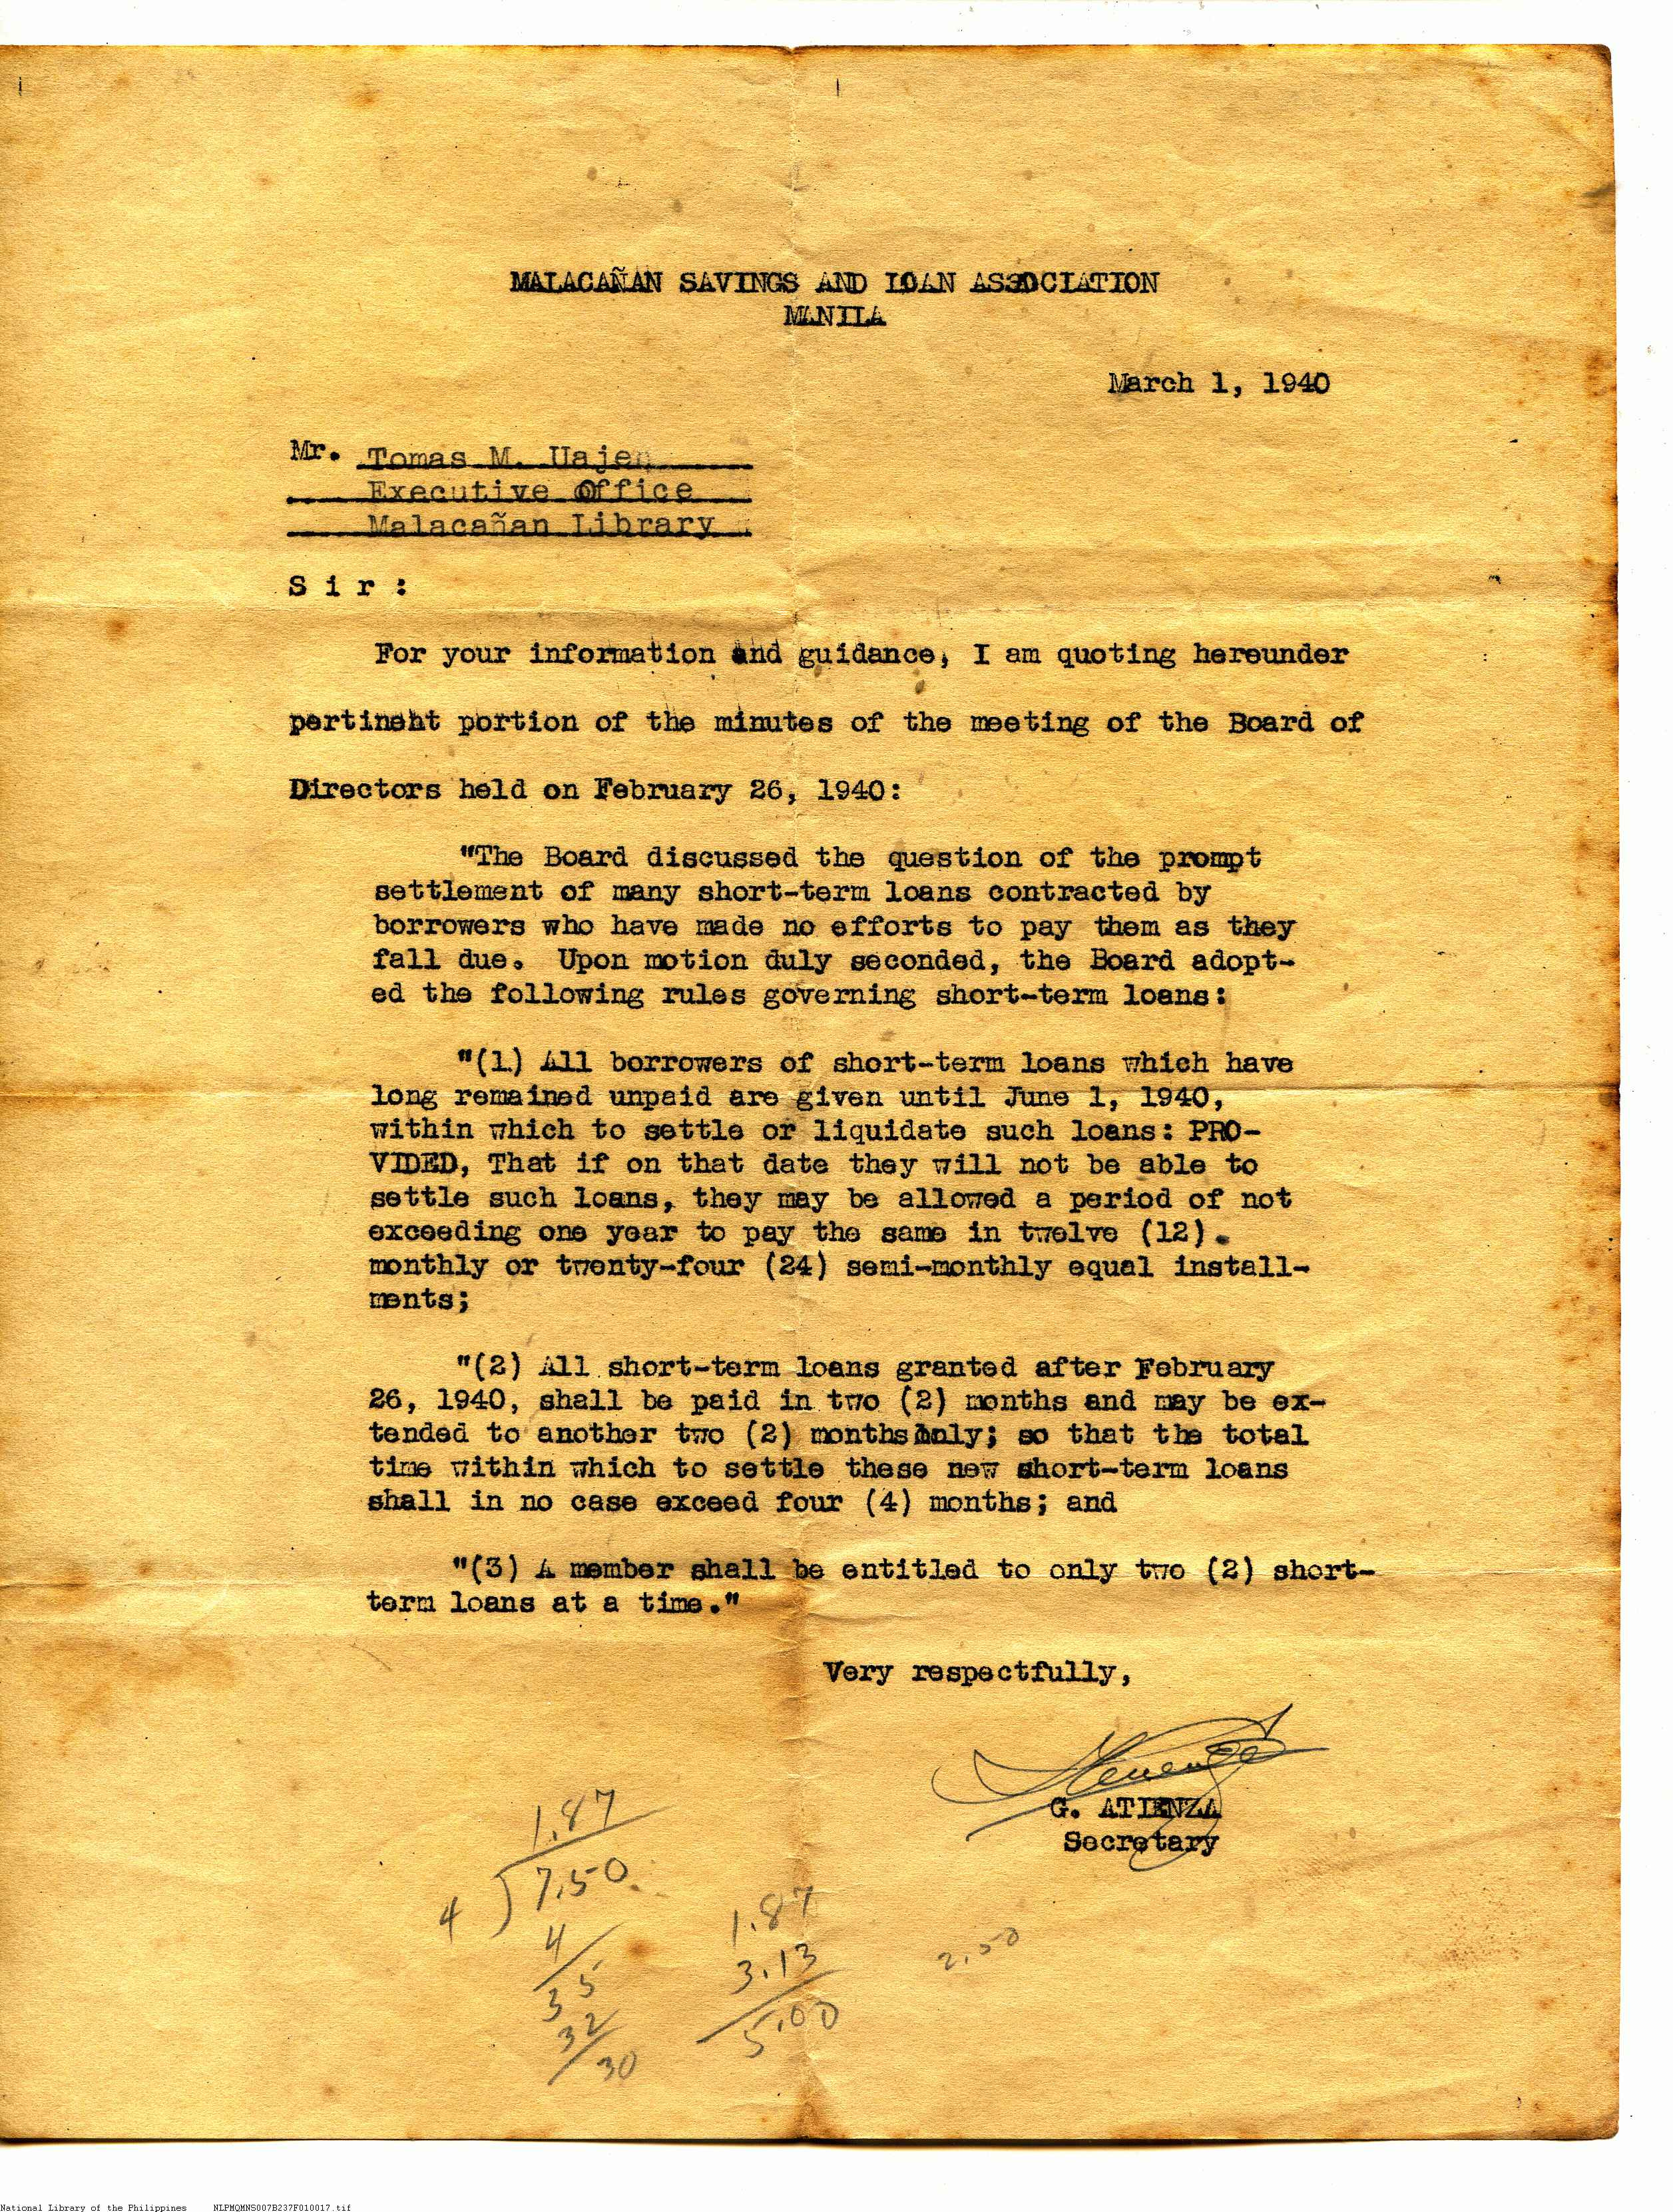 MALACAÑAN SAVINGS AND LOAN ASSOCIATION
MANILA
March 1, 1940
Mr. Tomas M. Uajen
Executive Office
Malacañan Library
S i r :
For your information and guidance, I am quoting hereunder
pertinent portion of the minutes of the meeting of the Board of
Directors held on February 26, 1940:
"The Board discussed the question of the prompt
settlement of many short-term loans contracted by
borrowers who have made no efforts to pay them as they
fall due. Upon motion duly seconded, the Board adopt-
ed the following rules governing short-term loans:
"(1) All borrowers of short-term loans which have
long remained unpaid are given until June 1, 1940,
within which to settle or liquidate such loans: PRO-
VIDED, That if on that date they will not be able to
settle such loans, they may be allowed a period of not
exceeding one year to pay the same in twelve (12).
monthly or twenty-four (24) semi-monthly equal install-
ments;
"(2) All short-term loans granted after February
26, 1940, shall be paid in two (2) months and may be ex-
tended to another two (2) months only; so that the total
time within which to settle these new short-term loans
shall in no case exceed four (4) months; and
"(3) A member shall be entitled to only two (2) short-
term loans at a time."
Very respectfully,
G. ATIENZA
Secretary
1.87
4 ) 7.50
4
35
32
30
1.87
3.13
5.00
2.50
National Library of the Philippines NLPMQMNS007B237F010017.tif